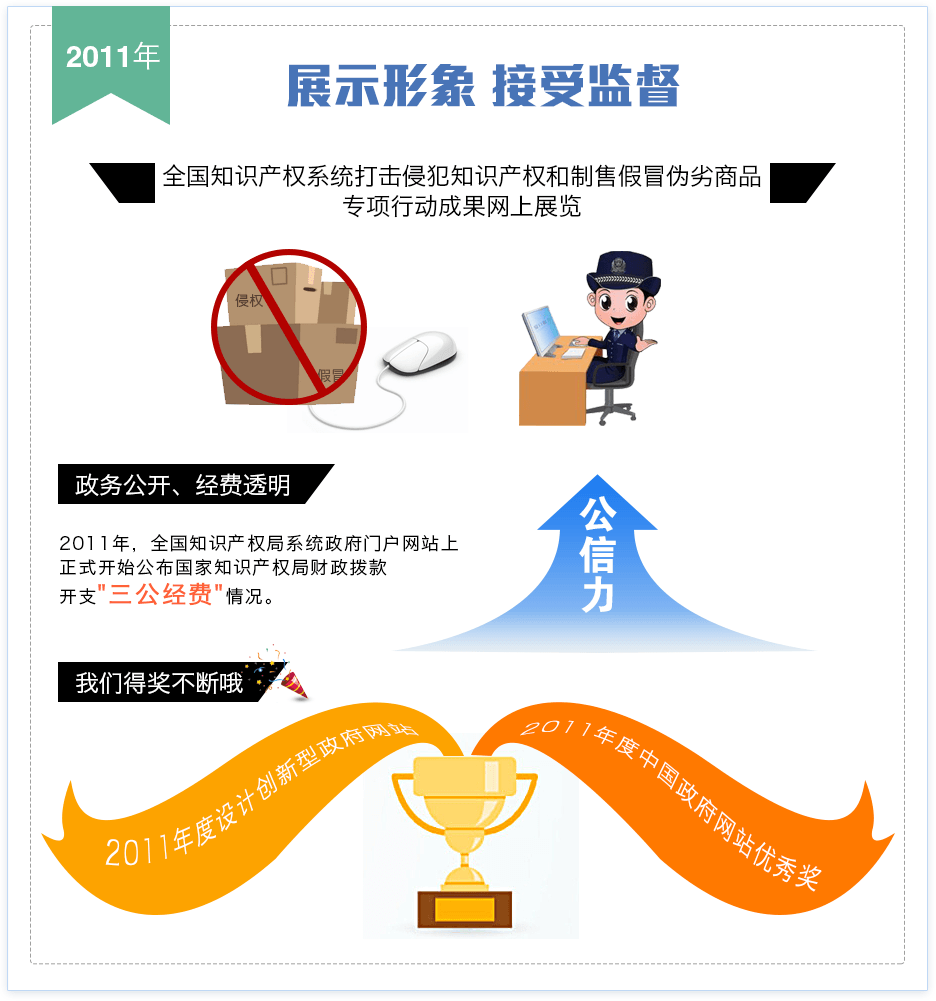 2011年
展示形象 接受监督
全国知识产权系统打击侵犯知识产权和制售假冒伪劣商品
专项行动成果网上展览
侵权
假冒
政务公开、经费透明
公信力
2011年，全国知识产权局系统政府门户网站上
正式开始公布国家知识产权局财政拨款
开支"三公经费"情况。
我们得奖不断哦
2011年度设计创新型政府网站
2011年度中国政府网站优秀奖